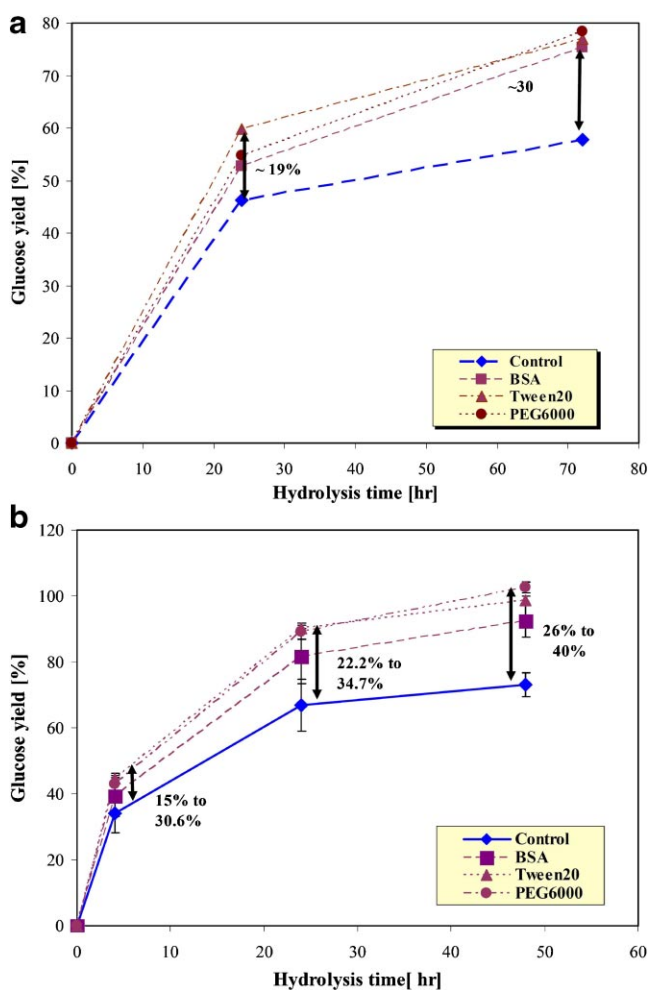 a
Glucose yield [%]
80
70
60
50
40
30
20
10
0
~ 19%
~30
Control
BSA
Tween20
PEG6000
0 10 20 30 40 50 60 70 80
Hydrolysis time [hr]
b
Glucose yield [%]
120
100
80
60
40
20
0
15% to
30.6%
22.2% to
34.7%
26% to
40%
Control
BSA
Tween20
PEG6000
0 10 20 30 40 50 60
Hydrolysis time[ hr]